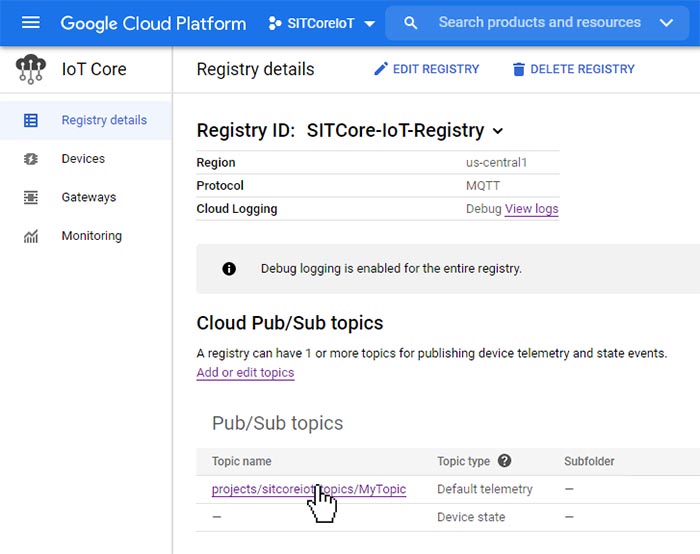 Google Cloud Platform SITCoreIoT Search products and resources
IoT Core
Registry details EDIT REGISTRY DELETE REGISTRY
Registry details
Devices
Gateways
Monitoring
Registry ID: SITCore-IoT-Registry
Region us-central1
Protocol MQTT
Cloud Logging Debug View logs
Debug logging is enabled for the entire registry.
Cloud Pub/Sub topics
A registry can have 1 or more topics for publishing device telemetry and state events.
Add or edit topics
Pub/Sub topics
Topic name Topic type ? Subfolder
projects/sitcoreiot/topics/MyTopic Default telemetry –
– Device state –